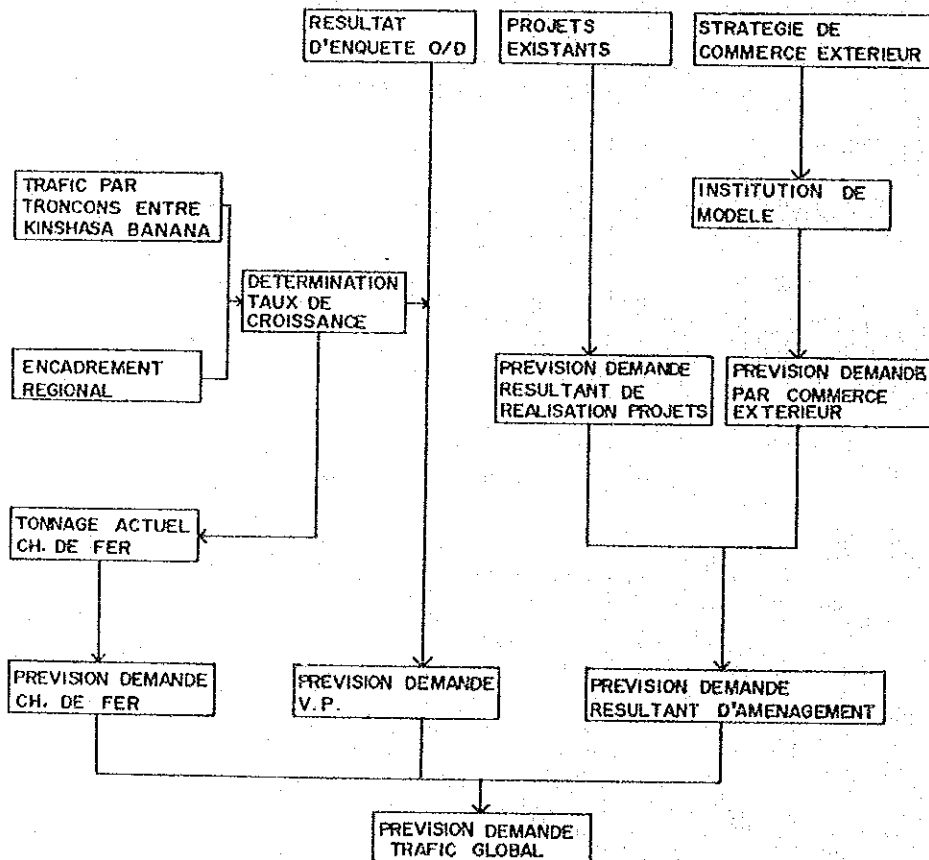 RESULTAT
D'ENQUETE O/D
PROJETS
EXISTANTS
STRATEGIE DE
COMMERCE EXTERIEUR
TRAFIC PAR
TRONCONS ENTRE
KINSHASA BANANA
INSTITUTION DE
MODELE
DETERMINATION
TAUX DE
CROISSANCE
ENCADREMENT
REGIONAL
PREVISION DEMANDE
RESULTANT DE
REALISATION PROJETS
PREVISION DEMANDE
PAR COMMERCE
EXTERIEUR
TONNAGE ACTUEL
CH. DE FER
PREVISION DEMANDE
CH. DE FER
PREVISION DEMANDE
V.P.
PREVISION DEMANDE
RESULTANT D'AMENAGEMENT
PREVISION DEMANDE
TRAFIC GLOBAL